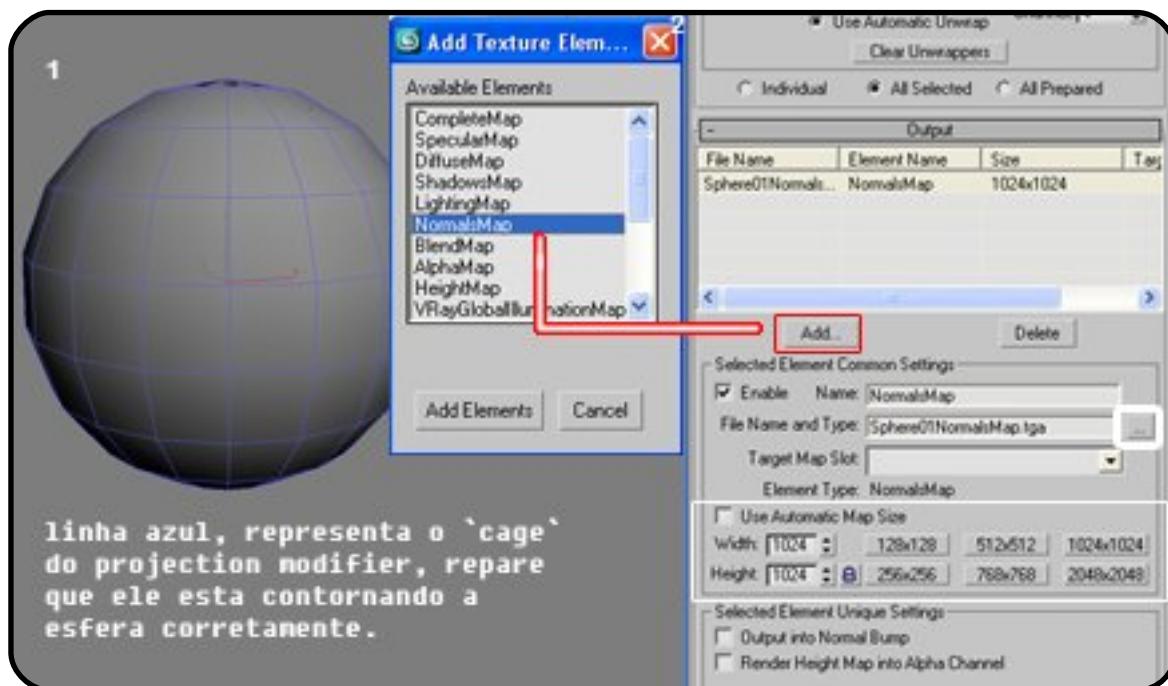 1
linha azul, representa o `cage`
do projection modifier, repare
que ele esta contornando a
esfera corretamente.
2
Add Texture Elem...
Available Elements
CompleteMap
SpecularMap
DiffuseMap
ShadowsMap
LightingMap
NormalsMap
BlendMap
AlphaMap
HeightMap
VRayGlobalIlluminationMap
Add Elements Cancel
Use Automatic Unwrap
Clear Unwrappers
Individual All Selected All Prepared
- Output
File Name Element Name Size Targ
Sphere01Normals... NormalsMap 1024x1024
Add... Delete
Selected Element Common Settings
Enable Name: NormalsMap
File Name and Type: Sphere01NormalsMap.tga ...
Target Map Slot:
Element Type: NormalsMap
Use Automatic Map Size
Width: 1024 128x128 512x512 1024x1024
Height: 1024 256x256 768x768 2048x2048
Selected Element Unique Settings
Output into Normal Bump
Render Height Map into Alpha Channel